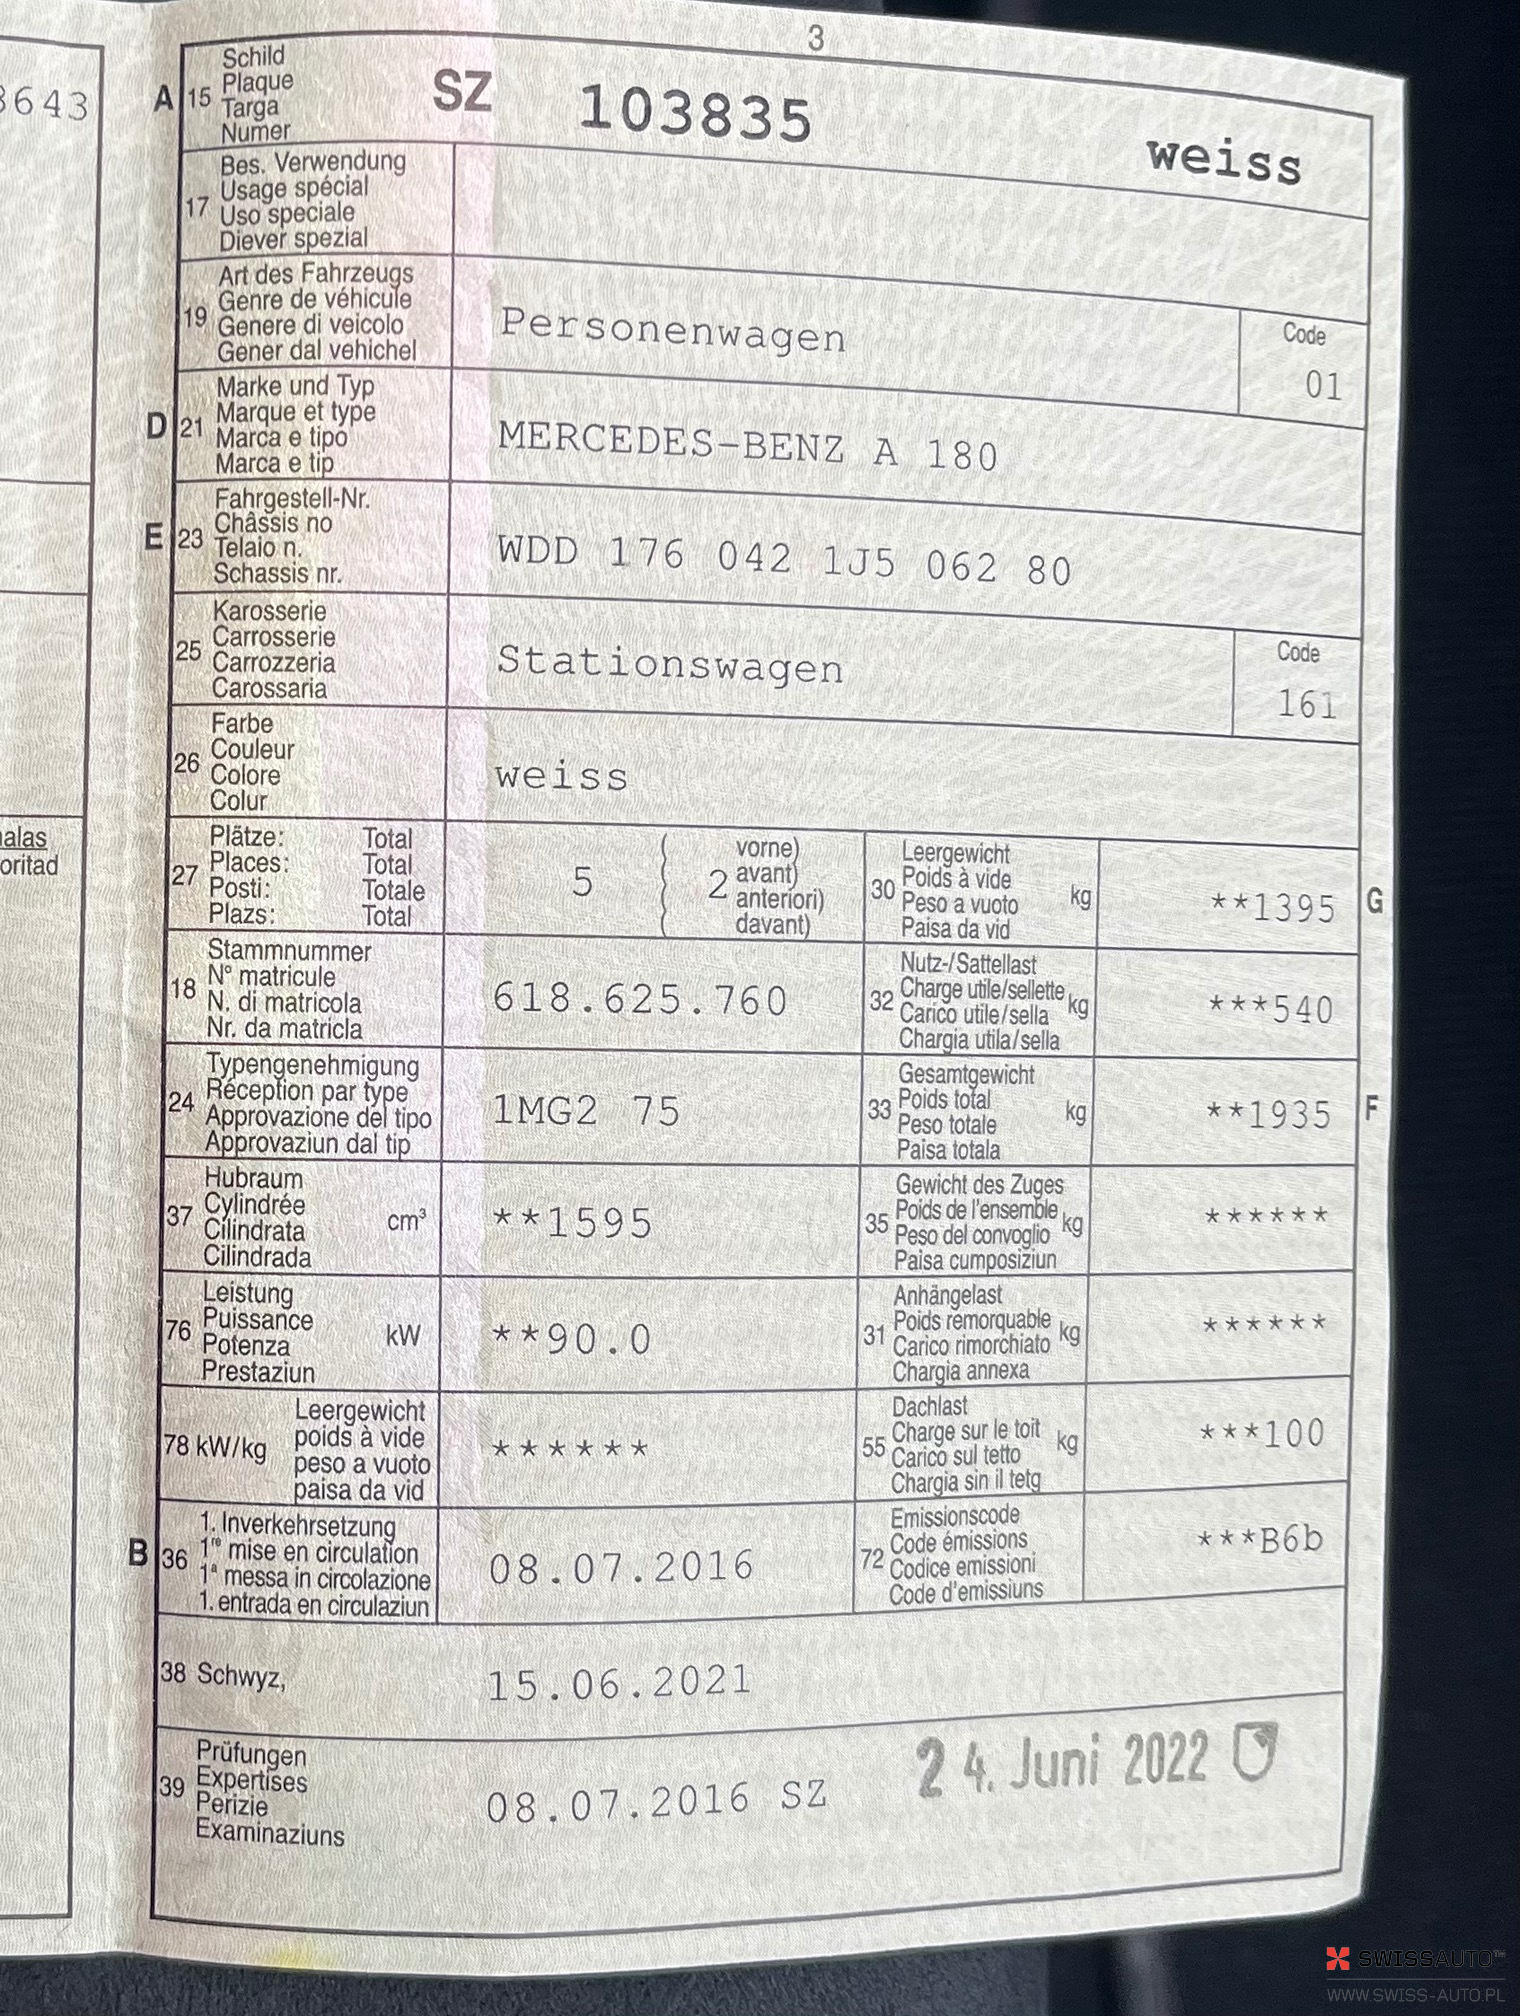 3
3643
A 15 Schild
Plaque
Targa
Numer
SZ 103835 weiss
17 Bes. Verwendung
Usage spécial
Uso speciale
Diever spezial
19 Art des Fahrzeugs
Genre de véhicule
Genere di veicolo
Gener dal vehichel
Personenwagen
Code
01
D 21 Marke und Typ
Marque et type
Marca e tipo
Marca e tip
MERCEDES-BENZ A 180
E 23 Fahrgestell-Nr.
Châssis no
Telaio n.
Schassis nr.
WDD 176 042 1J5 062 80
25 Karosserie
Carrosserie
Carrozzeria
Carossaria
Stationswagen
Code
161
26 Farbe
Couleur
Colore
Colur
weiss
alas
oritad
27 Plätze: Total
Places: Total
Posti: Totale
Plazs: Total
5 ( 2 vorne)
( avant)
( anteriori)
( davant)
30 Leergewicht
Poids à vide
Peso a vuoto
Paisa da vid
kg **1395 G
18 Stammnummer
N° matricule
N. di matricola
Nr. da matricla
618.625.760
32 Nutz-/Sattellast
Charge utile/sellette
Carico utile/sella
Chargia utila/sella
kg ***540
24 Typengenehmigung
Réception par type
Approvazione del tipo
Approvaziun dal tip
1MG2 75
33 Gesamtgewicht
Poids total
Peso totale
Paisa totala
kg **1935 F
37 Hubraum
Cylindrée
Cilindrata
Cilindrada
cm³ **1595
35 Gewicht des Zuges
Poids de l'ensemble
Peso del convoglio
Paisa cumposiziun
kg ******
76 Leistung
Puissance
Potenza
Prestaziun
kW **90.0
31 Anhängelast
Poids remorquable
Carico rimorchiato
Chargia annexa
kg ******
78 kW/kg Leergewicht
poids à vide
peso a vuoto
paisa da vid
******
55 Dachlast
Charge sur le toit
Carico sul tetto
Chargia sin il tetg
kg ***100
B 36 1. Inverkehrsetzung
1re mise en circulation
1a messa in circolazione
1. entrada en circulaziun
08.07.2016
72 Emissionscode
Code émissions
Codice emissioni
Code d'emissiuns
***B6b
38 Schwyz, 15.06.2021
39 Prüfungen
Expertises
Perizie
Examinaziuns
08.07.2016 SZ
24. Juni 2022
SWISSAUTO™
WWW.SWISS-AUTO.PL